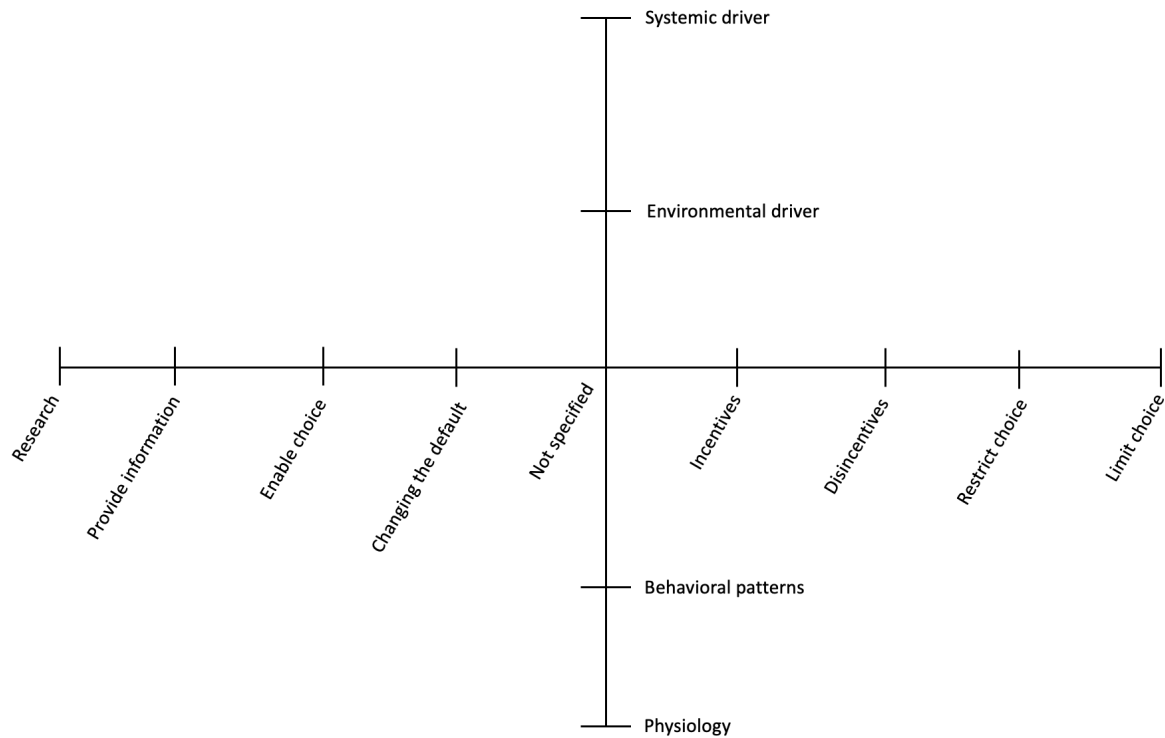 Systemic driver
Environmental driver
Research
Provide information
Enable choice
Changing the default
Not specified
Incentives
Disincentives
Restrict choice
Limit choice
Behavioral patterns
Physiology